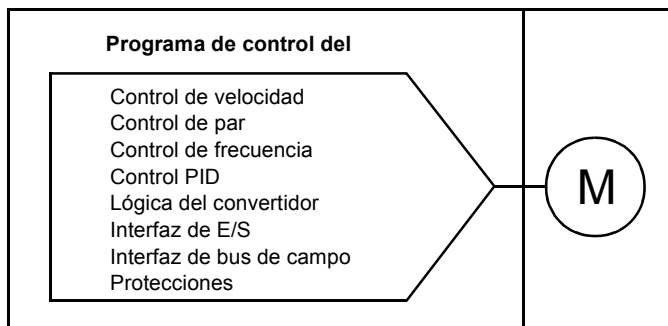 Programa de control del
Control de velocidad
Control de par
Control de frecuencia
Control PID
Lógica del convertidor
Interfaz de E/S
Interfaz de bus de campo
Protecciones
M